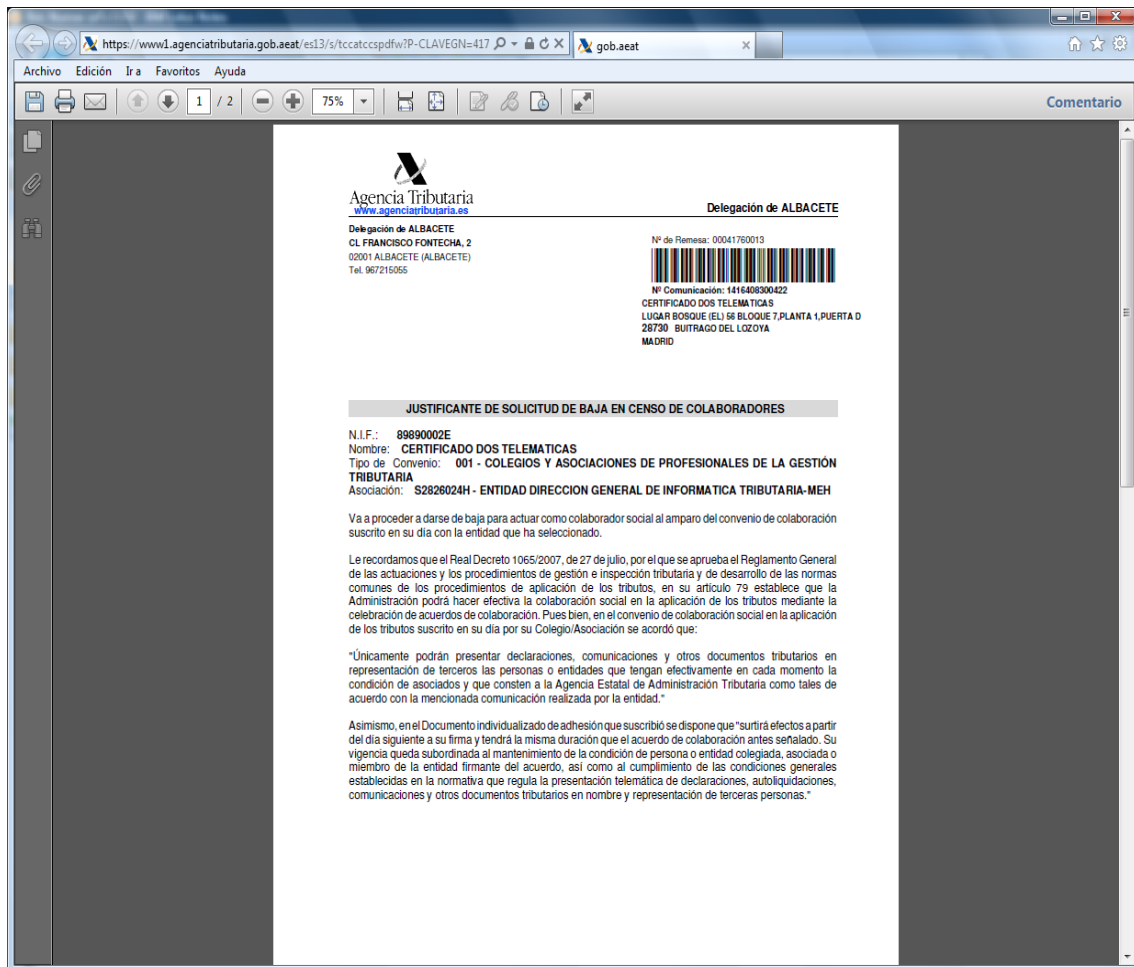 https://www1.agenciatributaria.gob.aeat/es13/s/tccatccspdfw?P-CLAVEGN=417
gob.aeat
Archivo Edición Ir a Favoritos Ayuda
1 / 2 75% Comentario
Agencia Tributaria
www.agenciatributaria.es
Delegación de ALBACETE
Delegación de ALBACETE
CL FRANCISCO FONTECHA, 2
02001 ALBACETE (ALBACETE)
Tel. 967215055
Nº de Remesa: 00041760013
Nº Comunicación: 1416408300422
CERTIFICADO DOS TELEMATICAS
LUGAR BOSQUE (EL) 56 BLOQUE 7,PLANTA 1,PUERTA D
28730 BUITRAGO DEL LOZOYA
MADRID
JUSTIFICANTE DE SOLICITUD DE BAJA EN CENSO DE COLABORADORES
N.I.F.: 89890002E
Nombre: CERTIFICADO DOS TELEMATICAS
Tipo de Convenio: 001 - COLEGIOS Y ASOCIACIONES DE PROFESIONALES DE LA GESTIÓN
TRIBUTARIA
Asociación: S2826024H - ENTIDAD DIRECCION GENERAL DE INFORMATICA TRIBUTARIA-MEH
Va a proceder a darse de baja para actuar como colaborador social al amparo del convenio de colaboración
suscrito en su día con la entidad que ha seleccionado.
Le recordamos que el Real Decreto 1065/2007, de 27 de julio, por el que se aprueba el Reglamento General
de las actuaciones y los procedimientos de gestión e inspección tributaria y de desarrollo de las normas
comunes de los procedimientos de aplicación de los tributos, en su artículo 79 establece que la
Administración podrá hacer efectiva la colaboración social en la aplicación de los tributos mediante la
celebración de acuerdos de colaboración. Pues bien, en el convenio de colaboración social en la aplicación
de los tributos suscrito en su día por su Colegio/Asociación se acordó que:
"Únicamente podrán presentar declaraciones, comunicaciones y otros documentos tributarios en
representación de terceros las personas o entidades que tengan efectivamente en cada momento la
condición de asociados y que consten a la Agencia Estatal de Administración Tributaria como tales de
acuerdo con la mencionada comunicación realizada por la entidad."
Asimismo, en el Documento individualizado de adhesión que suscribió se dispone que "surtirá efectos a partir
del día siguiente a su firma y tendrá la misma duración que el acuerdo de colaboración antes señalado. Su
vigencia queda subordinada al mantenimiento de la condición de persona o entidad colegiada, asociada o
miembro de la entidad firmante del acuerdo, así como al cumplimiento de las condiciones generales
establecidas en la normativa que regula la presentación telemática de declaraciones, autoliquidaciones,
comunicaciones y otros documentos tributarios en nombre y representación de terceras personas."